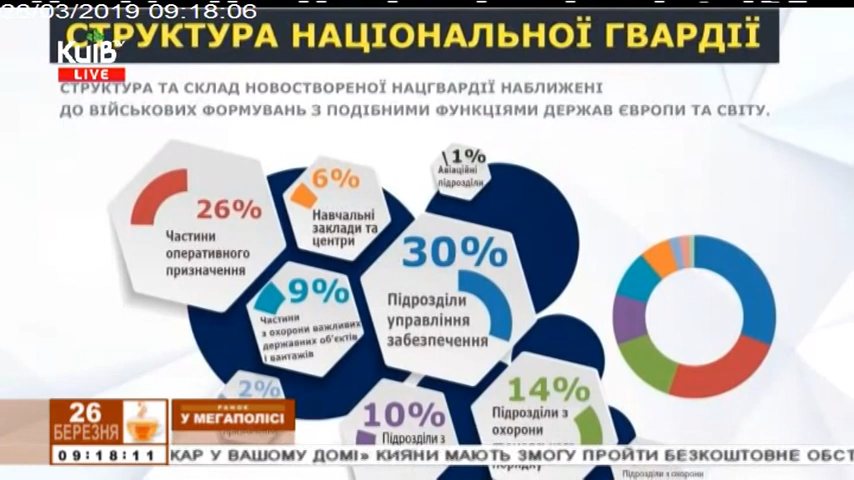 /03/2019 09:18:06
СТРУКТУРА НАЦІОНАЛЬНОЇ ГВАРДІЇ
Київ
LIVE
СТРУКТУРА ТА СКЛАД НОВОСТВОРЕНОЇ НАЦГВАРДІЇ НАБЛИЖЕНІ
ДО ВІЙСЬКОВИХ ФОРМУВАНЬ З ПОДІБНИМИ ФУНКЦІЯМИ ДЕРЖАВ ЄВРОПИ ТА СВІТУ.
26%
Частини
оперативного
призначення
6%
Навчальні
заклади та
центри
1%
Авіаційні
підрозділи
30%
Підрозділи
управління
забезпечення
9%
Частини
з охорони важливих
державних об'єктів
і вантажів
2%
10%
Підрозділи з
14%
Підрозділи з
охорони
Підрозділи з охорони
26
БЕРЕЗНЯ
09:18:11
РАНОК
У МЕГАПОЛІСІ
КАР У ВАШОМУ ДОМІ» КИЯНИ МАЮТЬ ЗМОГУ ПРОЙТИ БЕЗКОШТОВНЕ ОБСТ